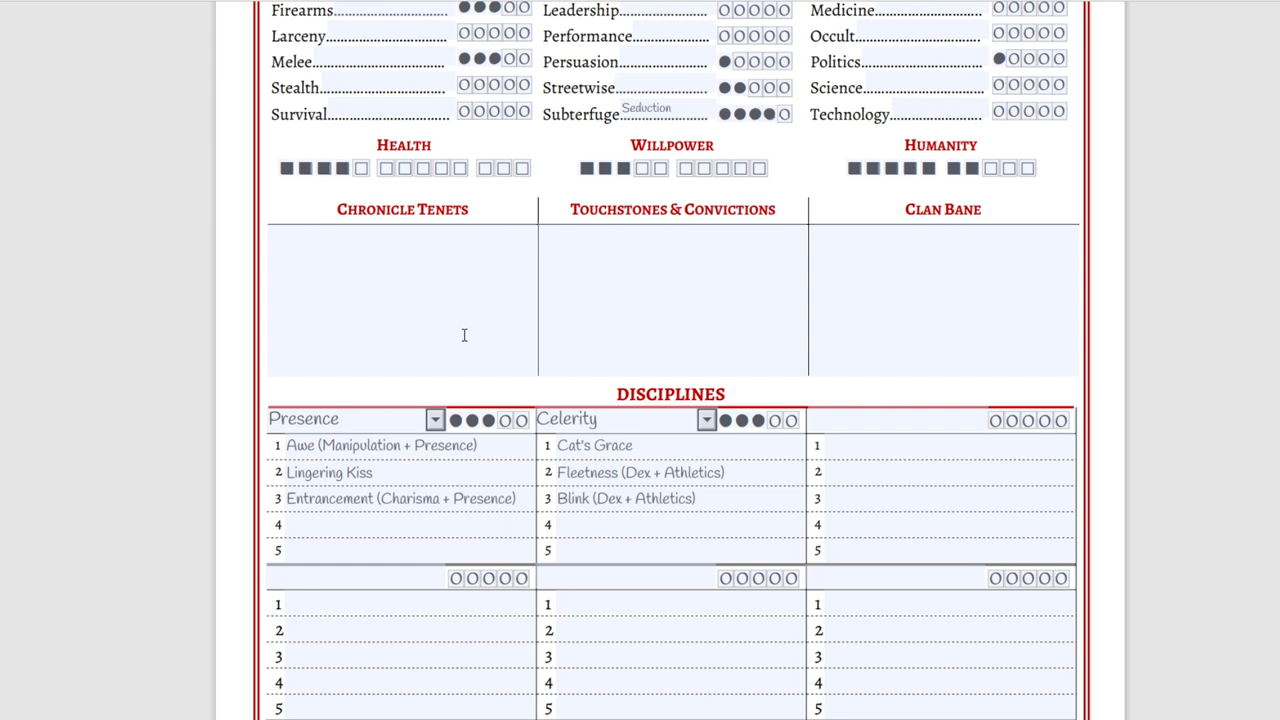 Firearms
Leadership
Medicine
Larceny
Performance
Occult
Melee
Persuasion
Politics
Stealth
Streetwise
Science
Survival
Subterfuge Seduction
Technology
HEALTH
WILLPOWER
HUMANITY
CHRONICLE TENETS
TOUCHSTONES & CONVICTIONS
CLAN BANE
DISCIPLINES
Presence
1 Awe (Manipulation + Presence)
2 Lingering Kiss
3 Entrancement (Charisma + Presence)
4
5
Celerity
1 Cat's Grace
2 Fleetness (Dex + Athletics)
3 Blink (Dex + Athletics)
4
5
1
2
3
4
5
1
2
3
4
5
1
2
3
4
5
1
2
3
4
5